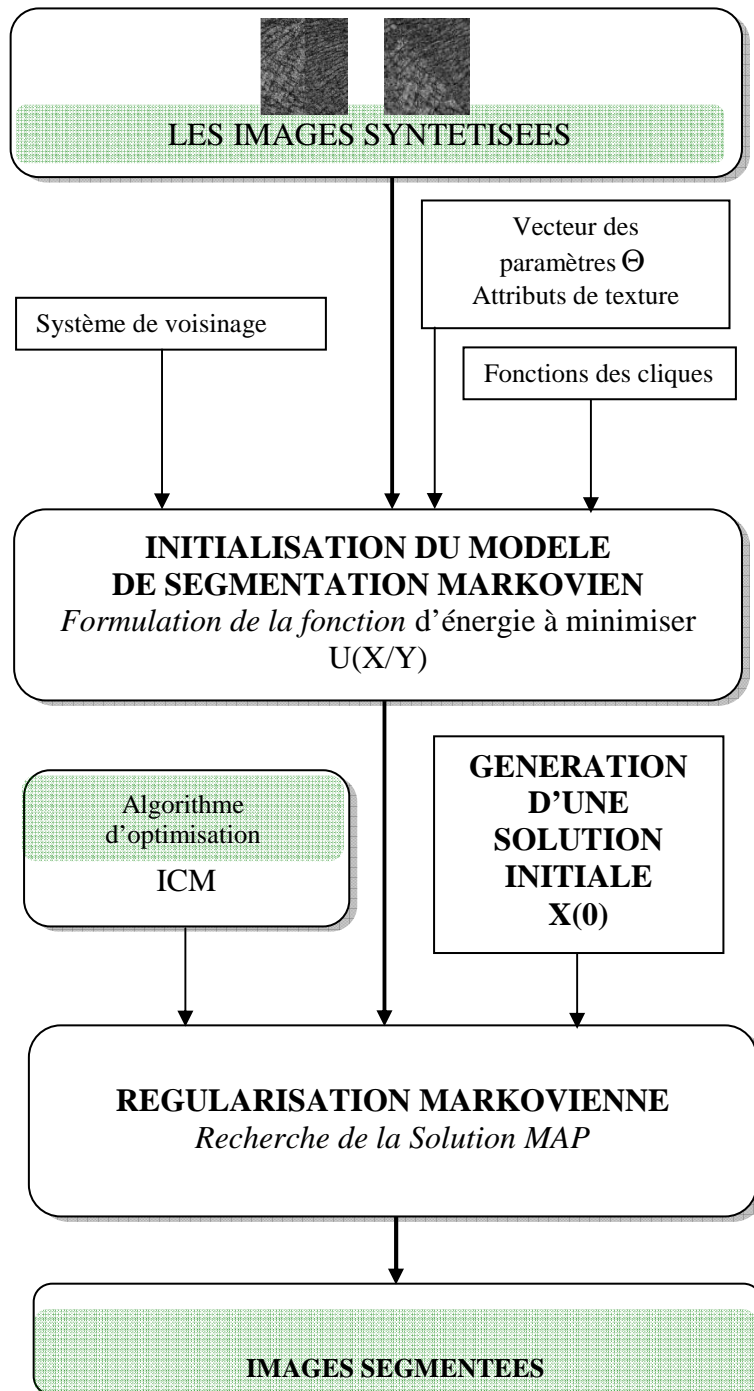 LES IMAGES SYNTETISEES
Vecteur des
paramètres Θ
Attributs de texture
Système de voisinage
Fonctions des cliques
INITIALISATION DU MODELE
DE SEGMENTATION MARKOVIEN
Formulation de la fonction d'énergie à minimiser
U(X/Y)
Algorithme
d'optimisation
ICM
GENERATION
D'UNE
SOLUTION
INITIALE
X(0)
REGULARISATION MARKOVIENNE
Recherche de la Solution MAP
IMAGES SEGMENTEES